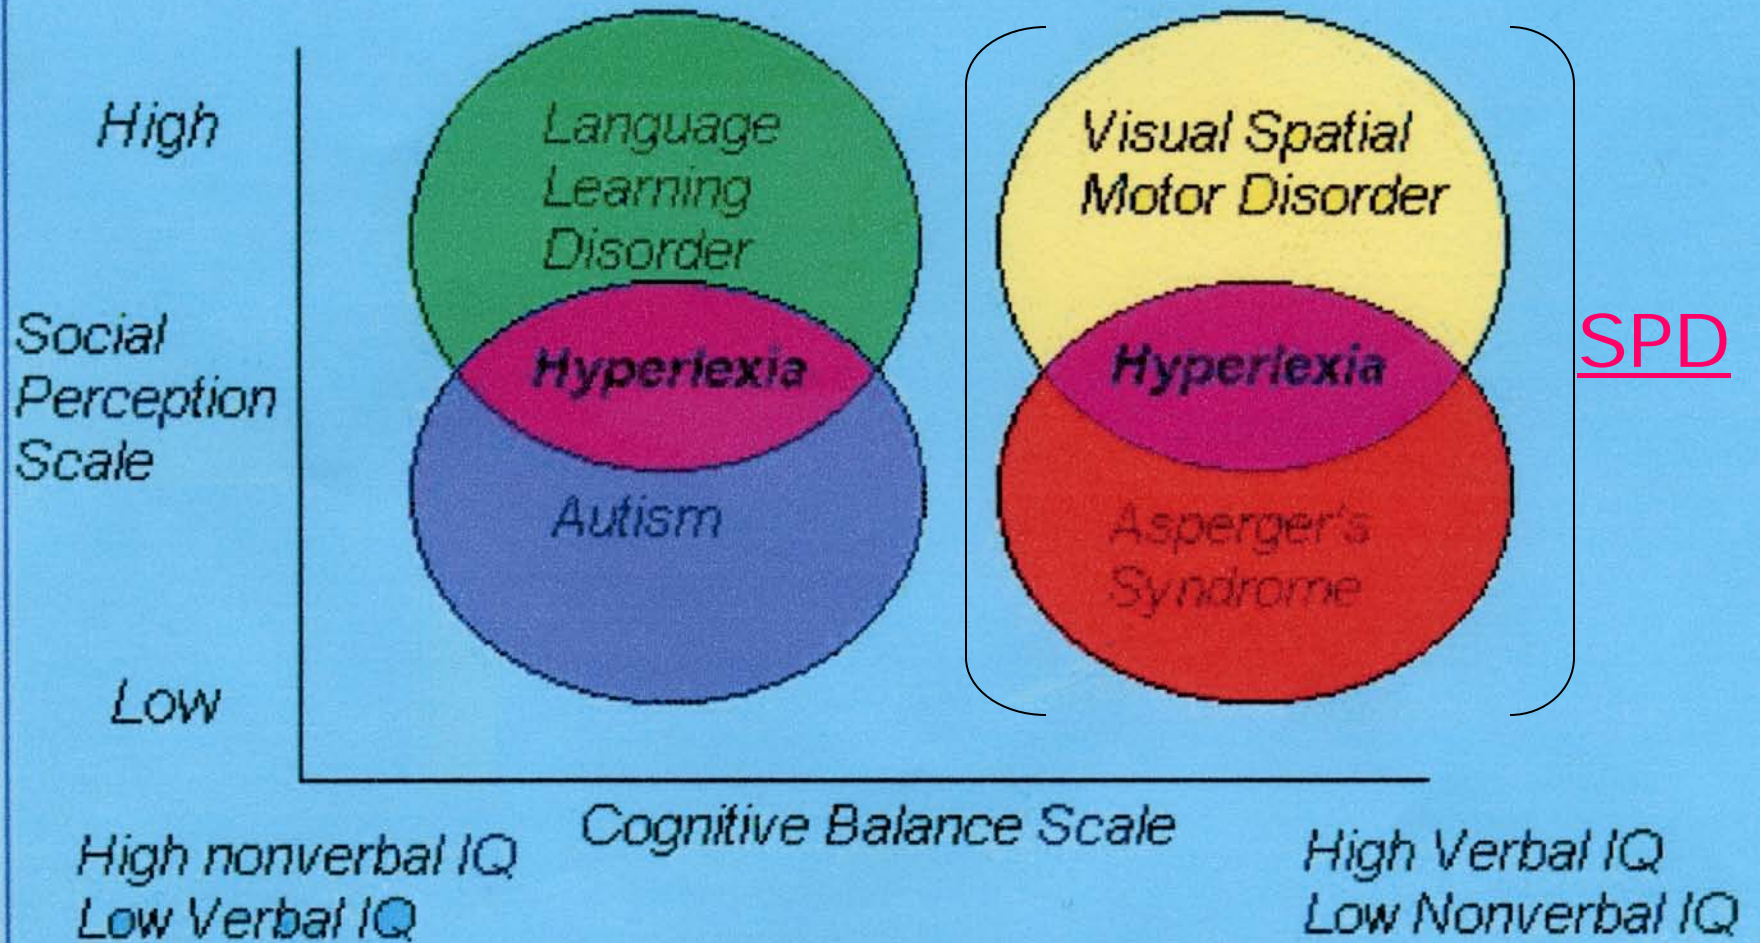 High
Language
Learning
Disorder
Visual Spatial
Motor Disorder
Social
Perception
Scale
Hyperlexia
Hyperlexia
SPD
Autism
Asperger's
Syndrome
Low
Cognitive Balance Scale
High nonverbal IQ
Low Verbal IQ
High Verbal IQ
Low Nonverbal IQ